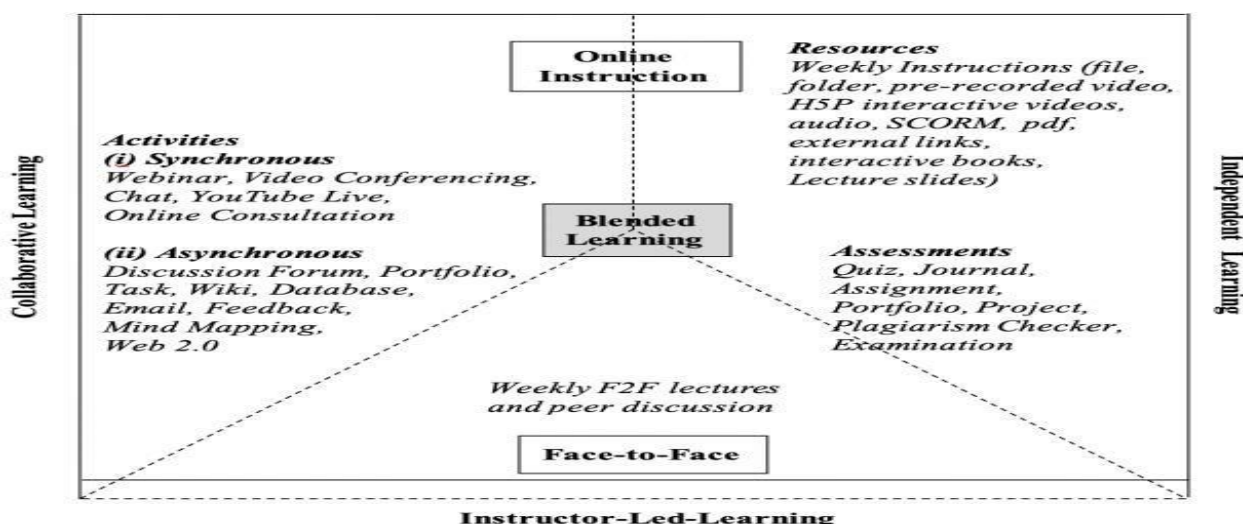 Online
Instruction
Resources
Weekly Instructions (file,
folder, pre-recorded video,
H5P interactive videos,
audio, SCORM, pdf,
external links,
interactive books,
Lecture slides)
Activities
(i) Synchronous
Webinar, Video Conferencing,
Chat, YouTube Live,
Online Consultation
(ii) Asynchronous
Discussion Forum, Portfolio,
Task, Wiki, Database,
Email, Feedback,
Mind Mapping,
Web 2.0
Collaborative Learning
Blended
Learning
Assessments
Quiz, Journal,
Assignment,
Portfolio, Project,
Plagiarism Checker,
Examination
Independent Learning
Weekly F2F lectures
and peer discussion
Face-to-Face
Instructor-Led-Learning